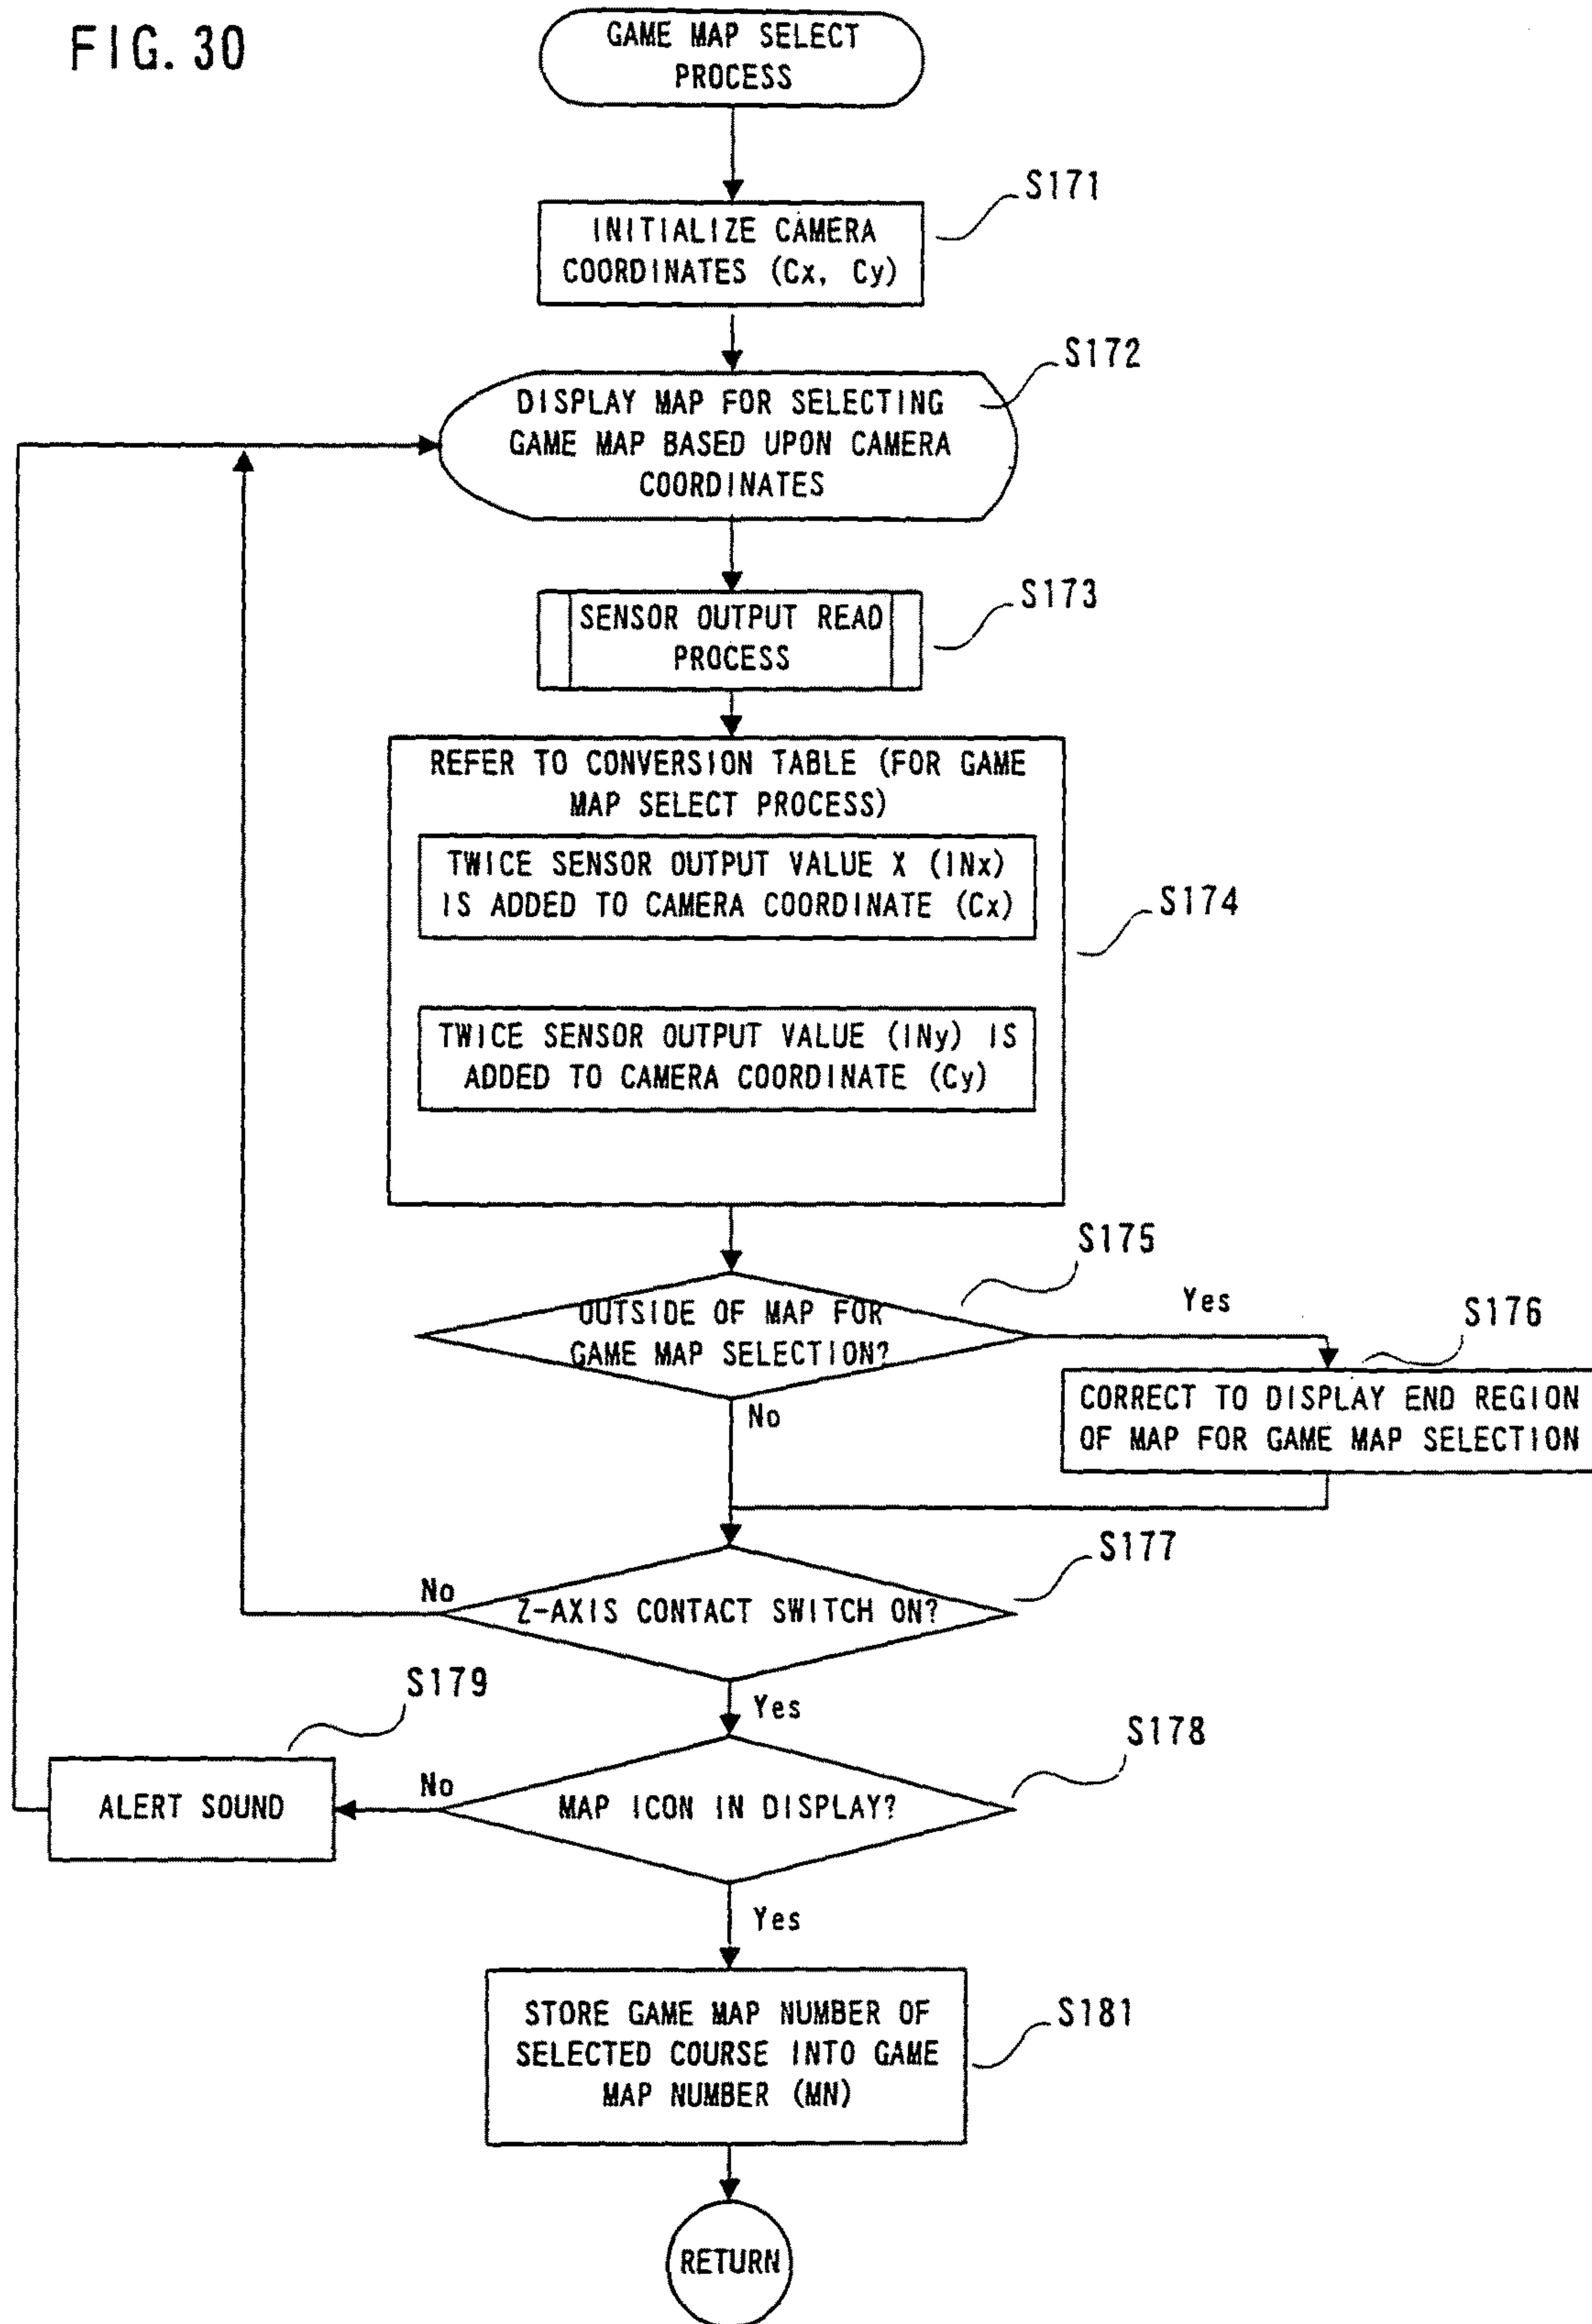 FIG. 30
GAME MAP SELECT
PROCESS
S171
INITIALIZE CAMERA
COORDINATES (Cx, Cy)
S172
DISPLAY MAP FOR SELECTING
GAME MAP BASED UPON CAMERA
COORDINATES
S173
SENSOR OUTPUT READ
PROCESS
REFER TO CONVERSION TABLE (FOR GAME
MAP SELECT PROCESS)
TWICE SENSOR OUTPUT VALUE X (INx)
IS ADDED TO CAMERA COORDINATE (Cx)
S174
TWICE SENSOR OUTPUT VALUE (INy) IS
ADDED TO CAMERA COORDINATE (Cy)
S175
OUTSIDE OF MAP FOR
GAME MAP SELECTION?
Yes
S176
CORRECT TO DISPLAY END REGION
OF MAP FOR GAME MAP SELECTION
No
S177
No
Z-AXIS CONTACT SWITCH ON?
S179
Yes
S178
ALERT SOUND
No
MAP ICON IN DISPLAY?
Yes
S181
STORE GAME MAP NUMBER OF
SELECTED COURSE INTO GAME
MAP NUMBER (MN)
RETURN